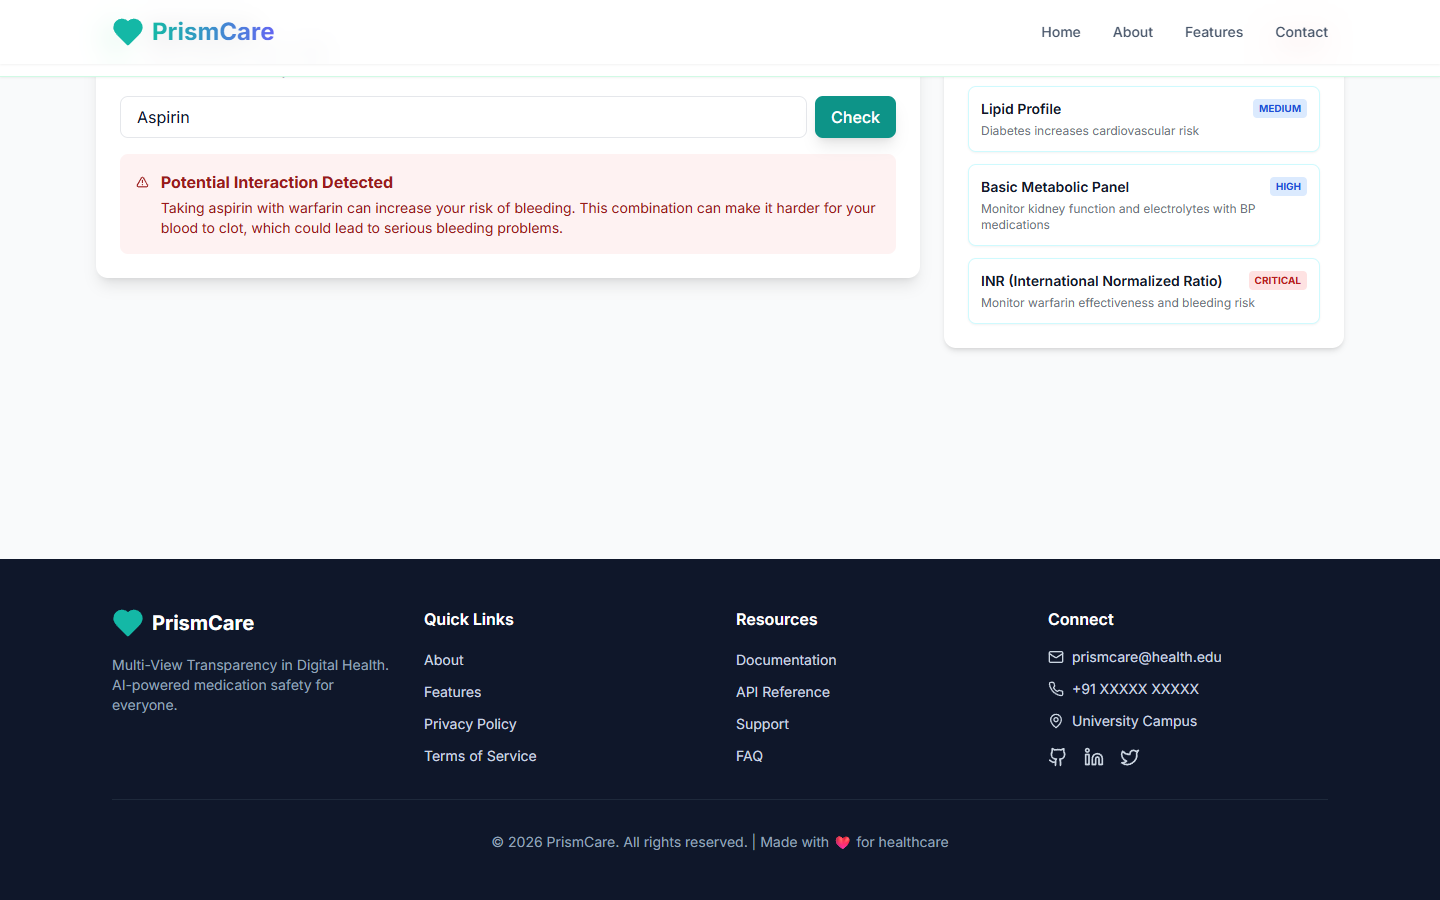 PrismCare
Home
About
Features
Contact
Aspirin
Check
Potential Interaction Detected
Taking aspirin with warfarin can increase your risk of bleeding. This combination can make it harder for your
blood to clot, which could lead to serious bleeding problems.
Lipid Profile
MEDIUM
Diabetes increases cardiovascular risk
Basic Metabolic Panel
HIGH
Monitor kidney function and electrolytes with BP
medications
INR (International Normalized Ratio)
CRITICAL
Monitor warfarin effectiveness and bleeding risk
PrismCare
Multi-View Transparency in Digital Health.
AI-powered medication safety for
everyone.
Quick Links
About
Features
Privacy Policy
Terms of Service
Resources
Documentation
API Reference
Support
FAQ
Connect
prismcare@health.edu
+91 XXXXX XXXXX
University Campus
© 2026 PrismCare. All rights reserved. | Made with ❤️ for healthcare